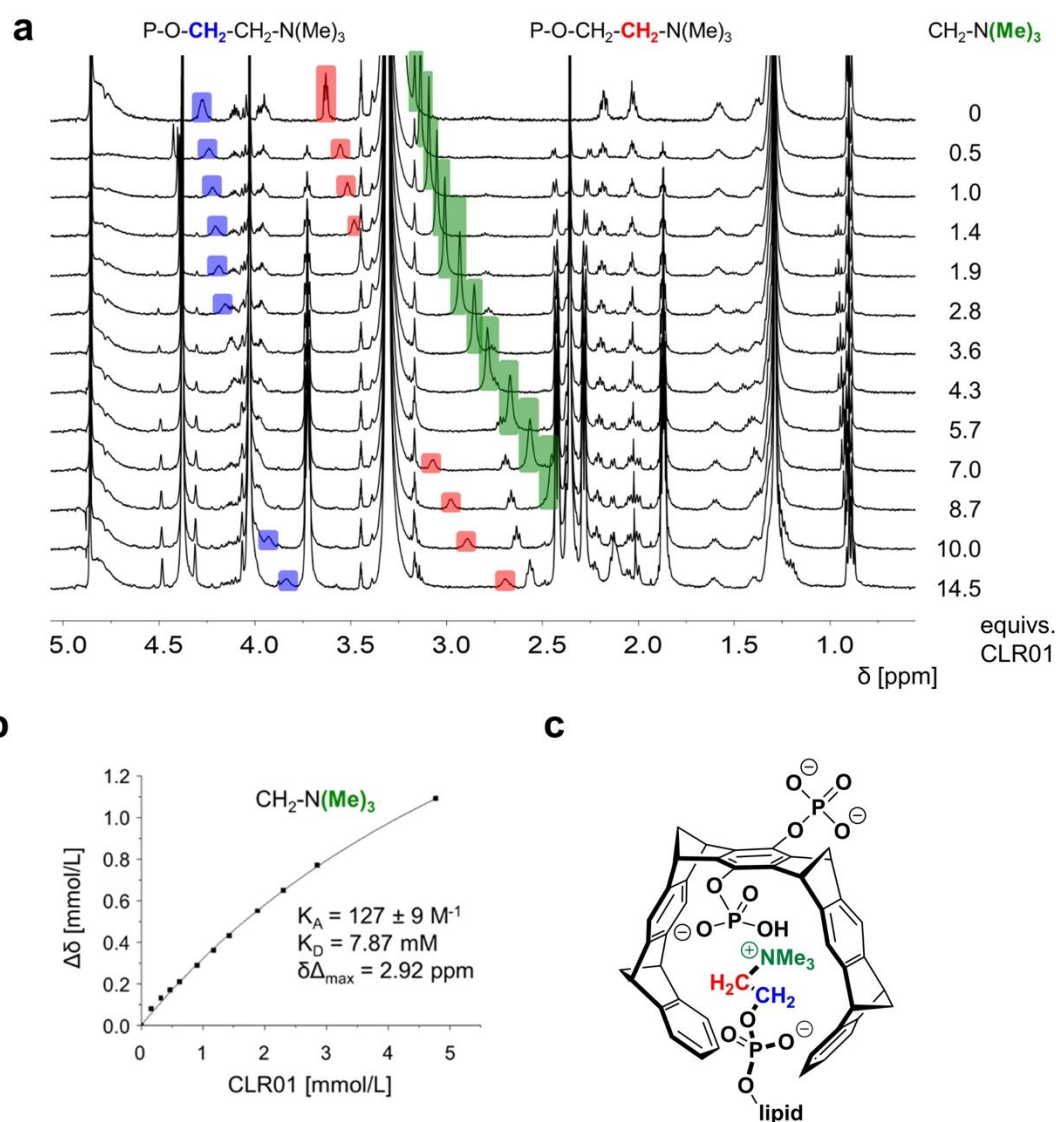 a
P-O-CH₂-CH₂-N(Me)₃
P-O-CH₂-CH₂-N(Me)₃
CH₂-N(Me)₃
0
0.5
1.0
1.4
1.9
2.8
3.6
4.3
5.7
7.0
8.7
10.0
14.5
5.0 4.5 4.0 3.5 3.0 2.5 2.0 1.5 1.0
equivs.
CLR01
δ [ppm]
c
1.2
1.0
0.8
0.6
0.4
0.2
0.0
Δδ [mmol/L]
CH₂-N(Me)₃
K_A = 127 ± 9 M⁻¹
K_D = 7.87 mM
δΔ_max = 2.92 ppm
0 1 2 3 4 5
CLR01 [mmol/L]
⊖
O O
P ⊖
O O
O
O
P
O OH
⊖
⊕
NMe₃
H₂C
CH₂
O ⊖
O P O
O
lipid